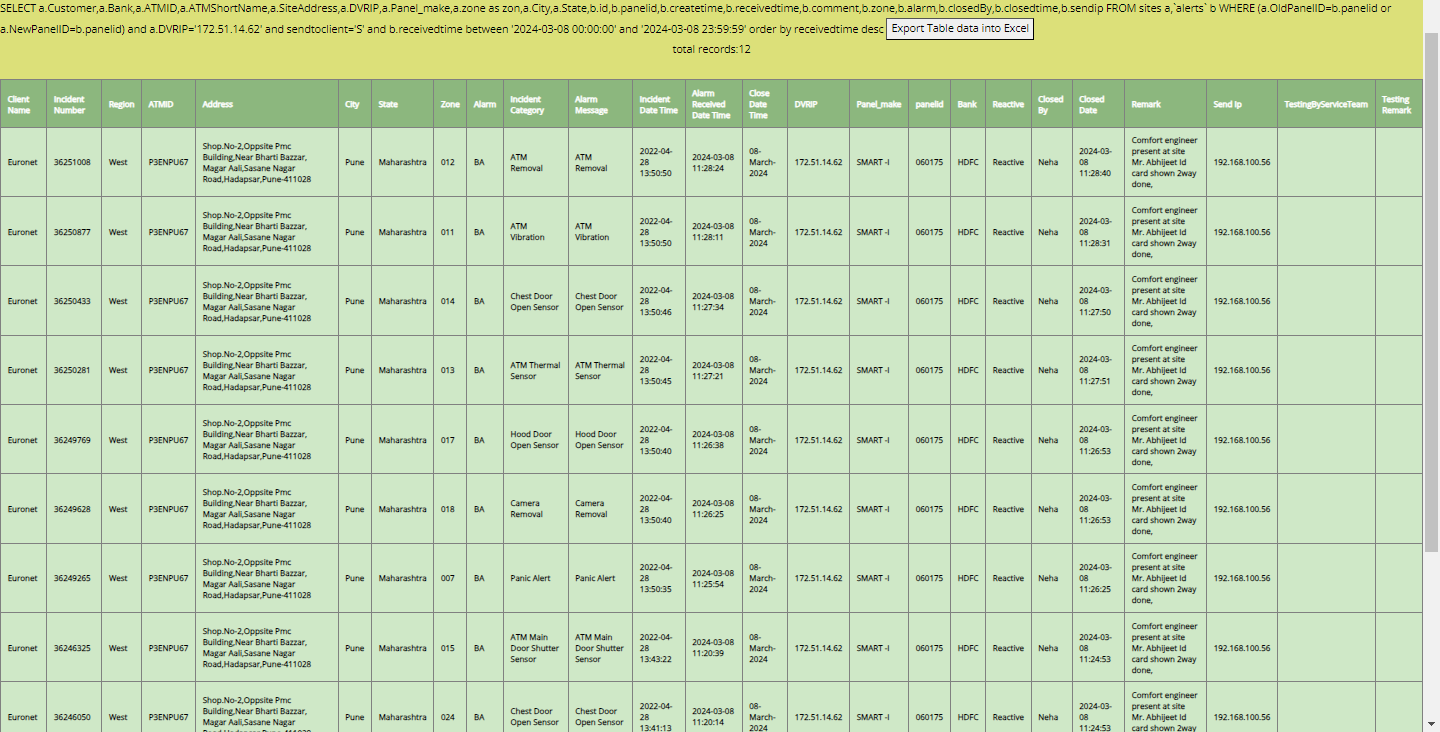 SELECT a.Customer,a.Bank,a.ATMID,a.ATMShortName,a.SiteAddress,a.DVRIP,a.Panel_make,a.zone as zon,a.City,a.State,b.id,b.panelid,b.createtime,b.receivedtime,b.comment,b.zone,b.alarm,b.closedBy,b.closedtime,b.sendip FROM sites a,`alerts` b WHERE (a.OldPanelID=b.panelid or
a.NewPanelID=b.panelid) and a.DVRIP='172.51.14.62' and sendtoclient='S' and b.receivedtime between '2024-03-08 00:00:00' and '2024-03-08 23:59:59' order by receivedtime desc Export Table data into Excel
total records:12
Client Name Incident Number Region ATMID Address City State Zone Alarm Incident Category Alarm Message Incident Date Time Alarm Received Date Time Close Date Time DVRIP Panel_make panelid Bank Reactive Closed By Closed Date Remark Send Ip TestingByServiceTeam Testing Remark
Euronet 36251008 West P3ENPU67 Shop.No-2,Oppsite Pmc Building,Near Bharti Bazzar, Magar Aali,Sasane Nagar Road,Hadapsar,Pune-411028 Pune Maharashtra 012 BA ATM Removal ATM Removal 2022-04-28 13:50:50 2024-03-08 11:28:24 08-March-2024 172.51.14.62 SMART -I 060175 HDFC Reactive Neha 2024-03-08 11:28:40 Comfort engineer present at site Mr. Abhijeet Id card shown 2way done, 192.168.100.56
Euronet 36250877 West P3ENPU67 Shop.No-2,Oppsite Pmc Building,Near Bharti Bazzar, Magar Aali,Sasane Nagar Road,Hadapsar,Pune-411028 Pune Maharashtra 011 BA ATM Vibration ATM Vibration 2022-04-28 13:50:50 2024-03-08 11:28:11 08-March-2024 172.51.14.62 SMART -I 060175 HDFC Reactive Neha 2024-03-08 11:28:31 Comfort engineer present at site Mr. Abhijeet Id card shown 2way done, 192.168.100.56
Euronet 36250433 West P3ENPU67 Shop.No-2,Oppsite Pmc Building,Near Bharti Bazzar, Magar Aali,Sasane Nagar Road,Hadapsar,Pune-411028 Pune Maharashtra 014 BA Chest Door Open Sensor Chest Door Open Sensor 2022-04-28 13:50:46 2024-03-08 11:27:34 08-March-2024 172.51.14.62 SMART -I 060175 HDFC Reactive Neha 2024-03-08 11:27:50 Comfort engineer present at site Mr. Abhijeet Id card shown 2way done, 192.168.100.56
Euronet 36250281 West P3ENPU67 Shop.No-2,Oppsite Pmc Building,Near Bharti Bazzar, Magar Aali,Sasane Nagar Road,Hadapsar,Pune-411028 Pune Maharashtra 013 BA ATM Thermal Sensor ATM Thermal Sensor 2022-04-28 13:50:45 2024-03-08 11:27:21 08-March-2024 172.51.14.62 SMART -I 060175 HDFC Reactive Neha 2024-03-08 11:27:51 Comfort engineer present at site Mr. Abhijeet Id card shown 2way done, 192.168.100.56
Euronet 36249769 West P3ENPU67 Shop.No-2,Oppsite Pmc Building,Near Bharti Bazzar, Magar Aali,Sasane Nagar Road,Hadapsar,Pune-411028 Pune Maharashtra 017 BA Hood Door Open Sensor Hood Door Open Sensor 2022-04-28 13:50:40 2024-03-08 11:26:38 08-March-2024 172.51.14.62 SMART -I 060175 HDFC Reactive Neha 2024-03-08 11:26:53 Comfort engineer present at site Mr. Abhijeet Id card shown 2way done, 192.168.100.56
Euronet 36249628 West P3ENPU67 Shop.No-2,Oppsite Pmc Building,Near Bharti Bazzar, Magar Aali,Sasane Nagar Road,Hadapsar,Pune-411028 Pune Maharashtra 018 BA Camera Removal Camera Removal 2022-04-28 13:50:40 2024-03-08 11:26:25 08-March-2024 172.51.14.62 SMART -I 060175 HDFC Reactive Neha 2024-03-08 11:26:53 Comfort engineer present at site Mr. Abhijeet Id card shown 2way done, 192.168.100.56
Euronet 36249265 West P3ENPU67 Shop.No-2,Oppsite Pmc Building,Near Bharti Bazzar, Magar Aali,Sasane Nagar Road,Hadapsar,Pune-411028 Pune Maharashtra 007 BA Panic Alert Panic Alert 2022-04-28 13:50:35 2024-03-08 11:25:54 08-March-2024 172.51.14.62 SMART -I 060175 HDFC Reactive Neha 2024-03-08 11:26:25 Comfort engineer present at site Mr. Abhijeet Id card shown 2way done, 192.168.100.56
Euronet 36246325 West P3ENPU67 Shop.No-2,Oppsite Pmc Building,Near Bharti Bazzar, Magar Aali,Sasane Nagar Road,Hadapsar,Pune-411028 Pune Maharashtra 015 BA ATM Main Door Shutter Sensor ATM Main Door Shutter Sensor 2022-04-28 13:43:22 2024-03-08 11:20:39 08-March-2024 172.51.14.62 SMART -I 060175 HDFC Reactive Neha 2024-03-08 11:24:53 Comfort engineer present at site Mr. Abhijeet Id card shown 2way done, 192.168.100.56
Euronet 36246050 West P3ENPU67 Shop.No-2,Oppsite Pmc Building,Near Bharti Bazzar, Magar Aali,Sasane Nagar Road,Hadapsar,Pune-411028 Pune Maharashtra 024 BA Chest Door Open Sensor Chest Door Open Sensor 2022-04-28 13:41:13 2024-03-08 11:20:14 08-March-2024 172.51.14.62 SMART -I 060175 HDFC Reactive Neha 2024-03-08 11:24:53 Comfort engineer present at site Mr. Abhijeet Id card shown 2way 192.168.100.56